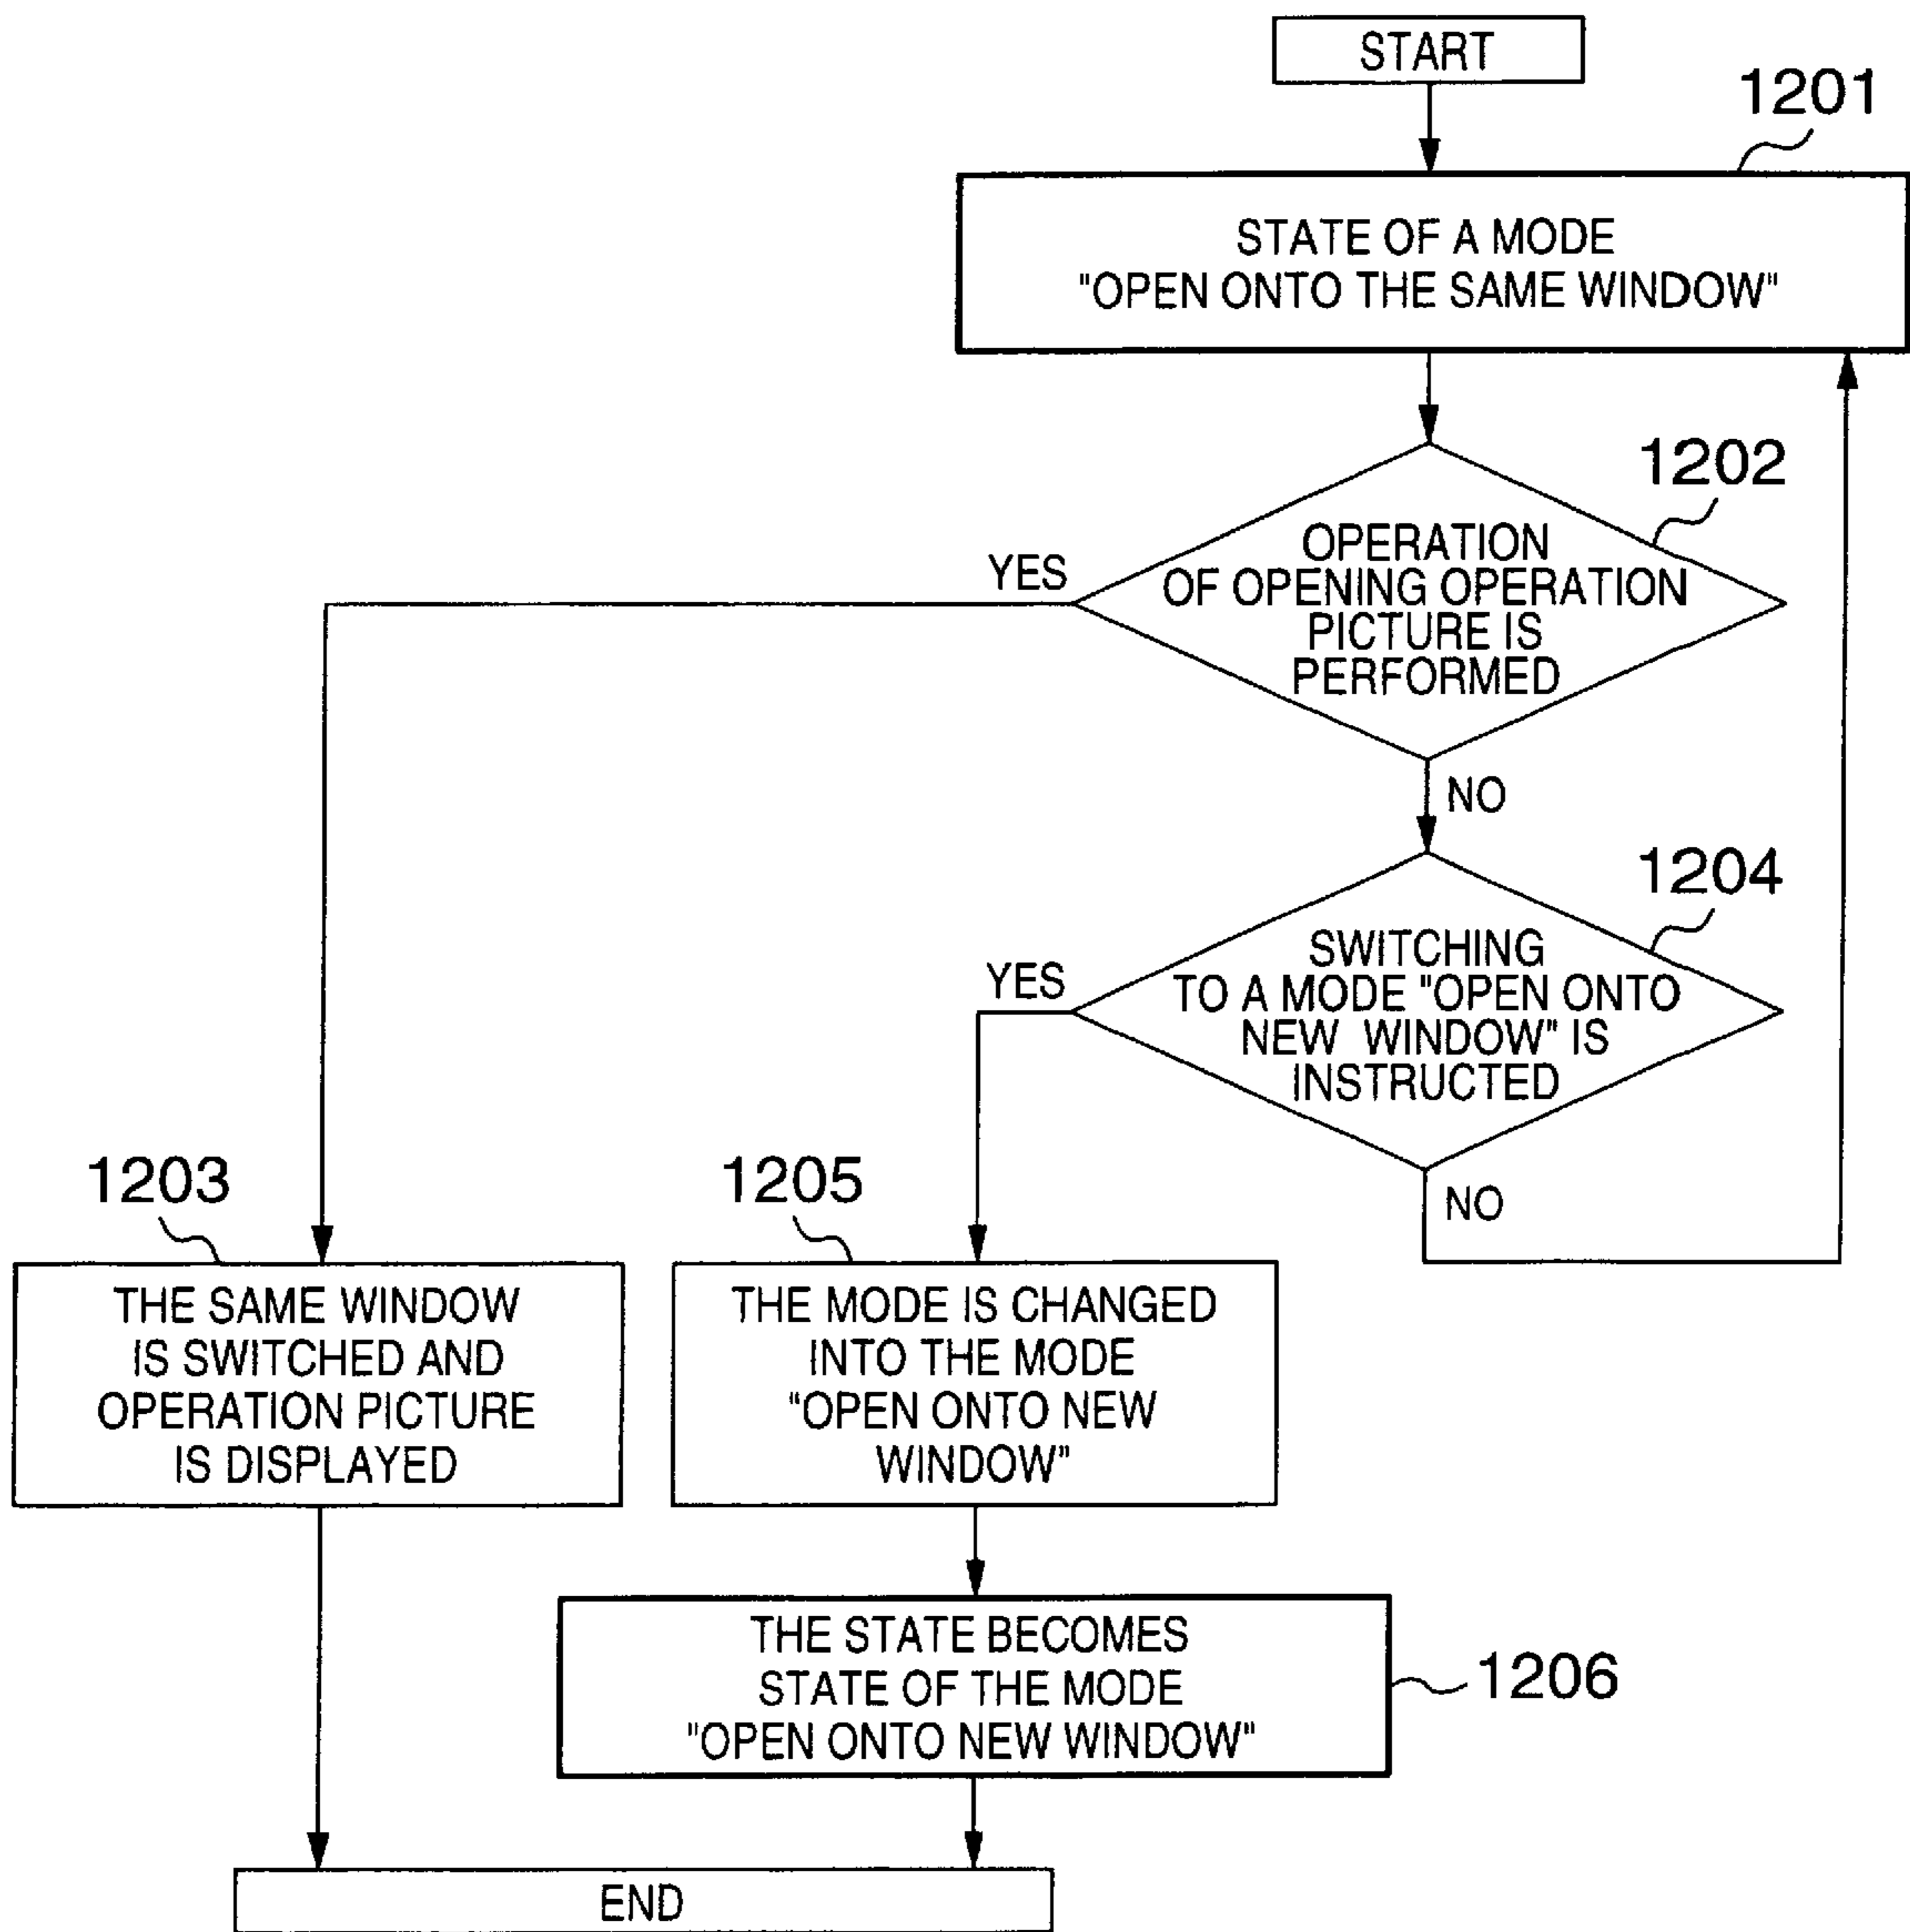 START
1201
STATE OF A MODE
"OPEN ONTO THE SAME WINDOW"
1202
OPERATION
OF OPENING OPERATION
PICTURE IS
PERFORMED
YES
NO
1204
SWITCHING
TO A MODE "OPEN ONTO
NEW WINDOW" IS
INSTRUCTED
YES
NO
1203
THE SAME WINDOW
IS SWITCHED AND
OPERATION PICTURE
IS DISPLAYED
1205
THE MODE IS CHANGED
INTO THE MODE
"OPEN ONTO NEW
WINDOW"
THE STATE BECOMES
STATE OF THE MODE
"OPEN ONTO NEW WINDOW"
1206
END